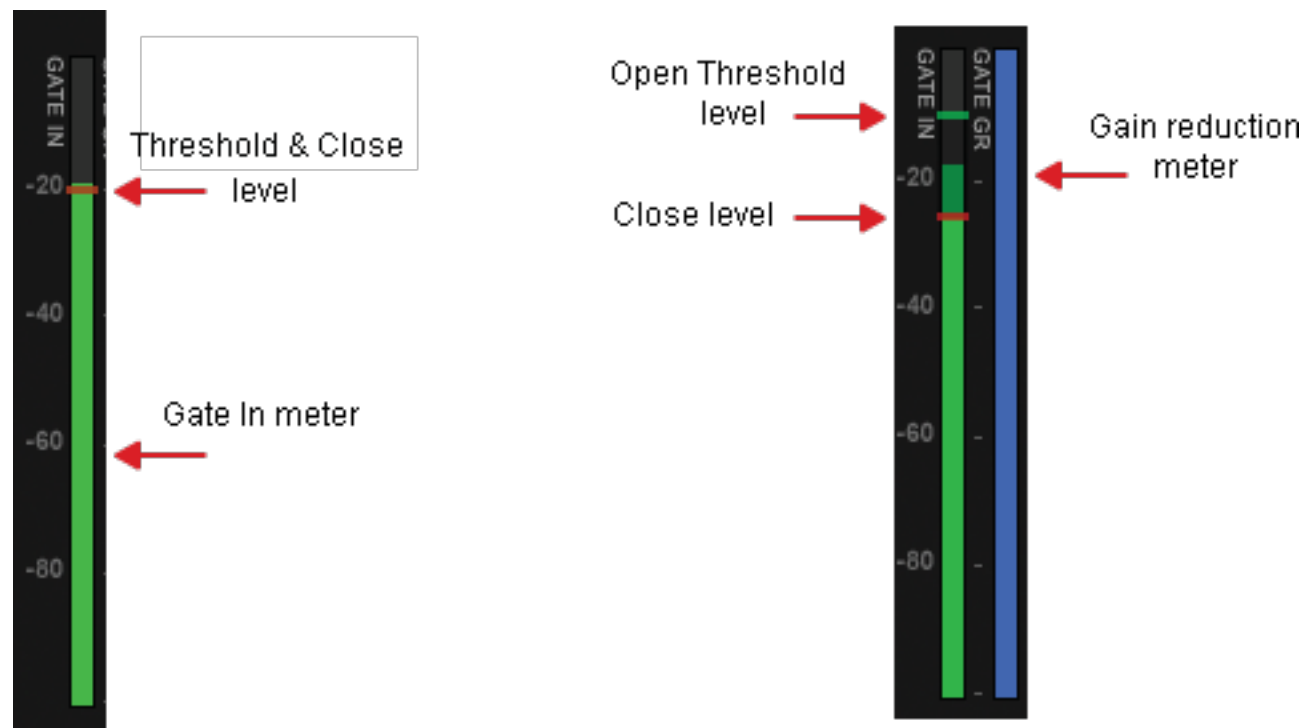 GATE IN
Threshold & Close
level
-20
-40
Gate In meter
-60
-80
Open Threshold
level
Close level
GATE IN
GATE GR
-20
-40
-60
-80
Gain reduction
meter